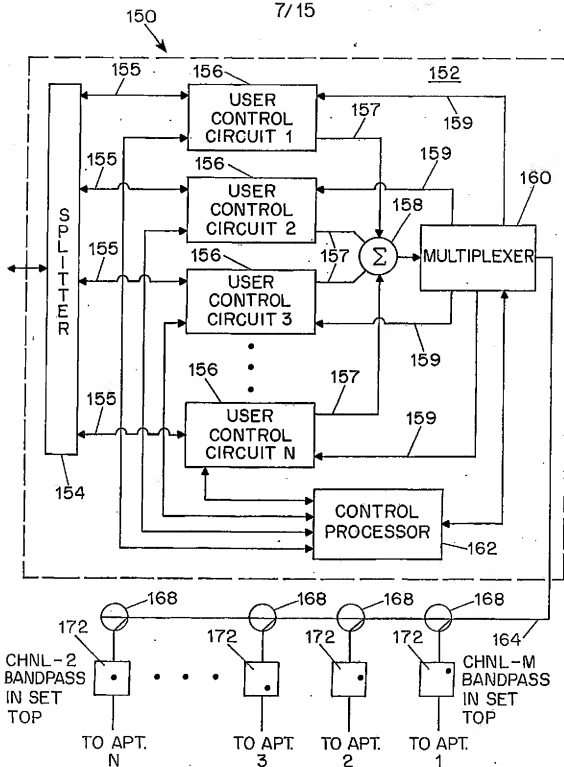 7/15
150
152
155
156
USER
CONTROL
CIRCUIT 1
157
159
155
156
USER
CONTROL
CIRCUIT 2
159
158
160
Σ
MULTIPLEXER
157
SPLITTER
155
156
USER
CONTROL
CIRCUIT 3
159
155
156
USER
CONTROL
CIRCUIT N
157
159
154
CONTROL
PROCESSOR
162
168
168
168
168
164
172
172
172
172
CHNL-2
BANDPASS
IN SET
TOP
CHNL-M
BANDPASS
IN SET
TOP
TO APT.
N
TO APT.
3
TO APT.
2
TO APT.
1